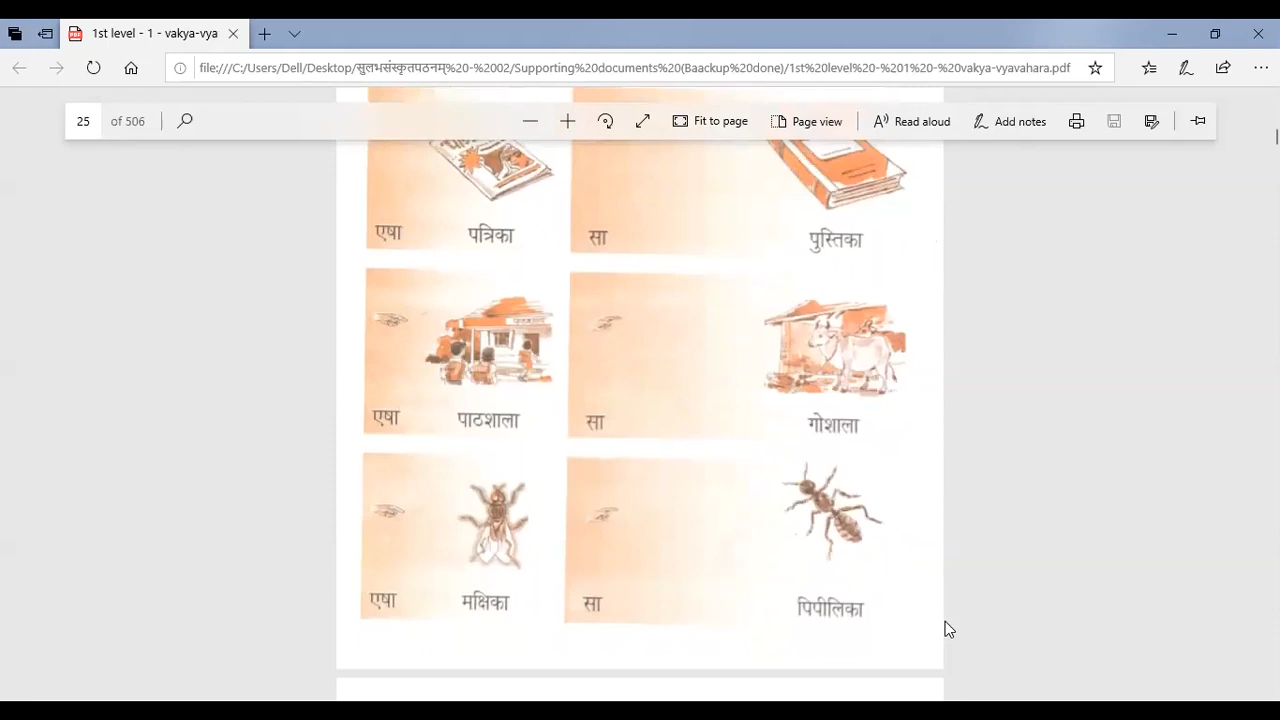 1st level - 1 - vakya-vya
file:///C:/Users/Dell/Desktop/सुलभसंस्कृतपठनम्%20-%2002/Supporting%20documents%20(Baackup%20done)/1st%20level%20-%201%20-%20vakya-vyavahara.pdf
25 of 506 Fit to page Page view Read aloud Add notes
एषा पत्रिका सा पुस्तिका
एषा पाठशाला सा गोशाला
एषा मक्षिका सा पिपीलिका